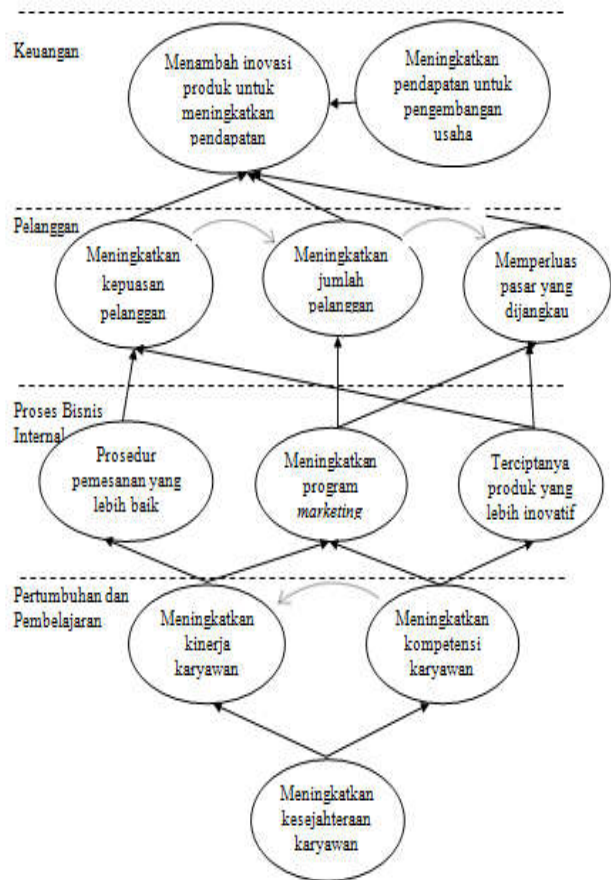 Keuangan
Menambah inovasi
produk untuk
meningkatkan
pendapatan
Meningkatkan
pendapatan untuk
pengembangan
usaha
Pelanggan
Meningkatkan
kepuasan
pelanggan
Meningkatkan
jumlah
pelanggan
Memperluas
pasar yang
dijangkau
Proses Bisnis
Internal
Prosedur
pemesanan yang
lebih baik
Meningkatkan
program
marketing
Terciptanya
produk yang
lebih inovatif
Pertumbuhan dan
Pembelajaran
Meningkatkan
kinerja
karyawan
Meningkatkan
kompetensi
karyawan
Meningkatkan
kesejahteraan
karyawan